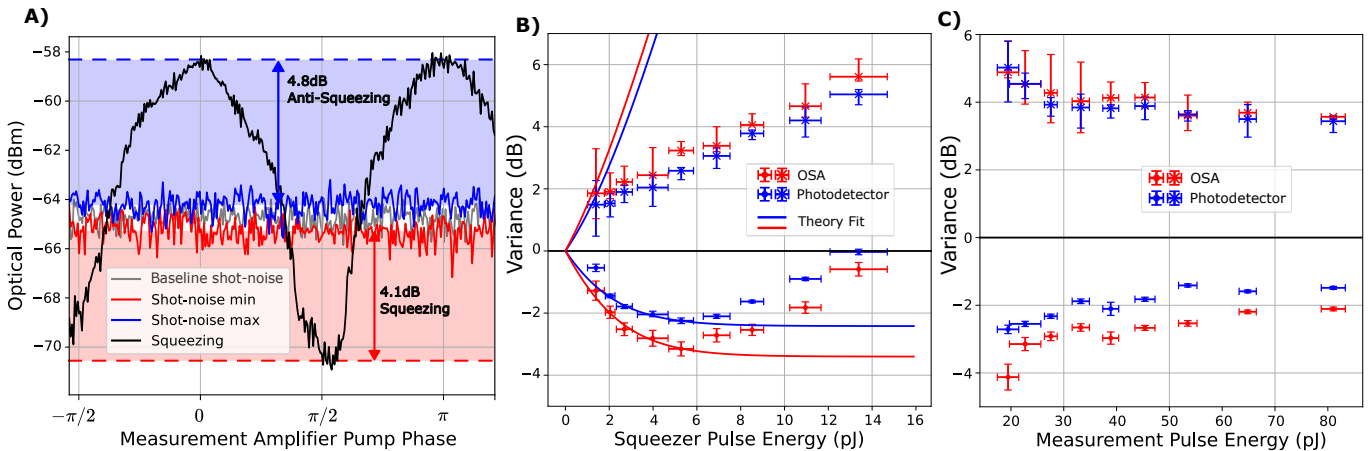 A)
Optical Power (dBm)
−58
−60
−62
−64
−66
−68
−70
4.8dB
Anti-Squeezing
4.1dB
Squeezing
Baseline shot-noise
Shot-noise min
Shot-noise max
Squeezing
−π/2
0
π/2
π
Measurement Amplifier Pump Phase
B)
Variance (dB)
6
4
2
0
−2
−4
OSA
Photodetector
Theory Fit
0
2
4
6
8
10
12
14
16
Squeezer Pulse Energy (pJ)
C)
Variance (dB)
6
4
2
0
−2
−4
OSA
Photodetector
20
30
40
50
60
70
80
Measurement Pulse Energy (pJ)